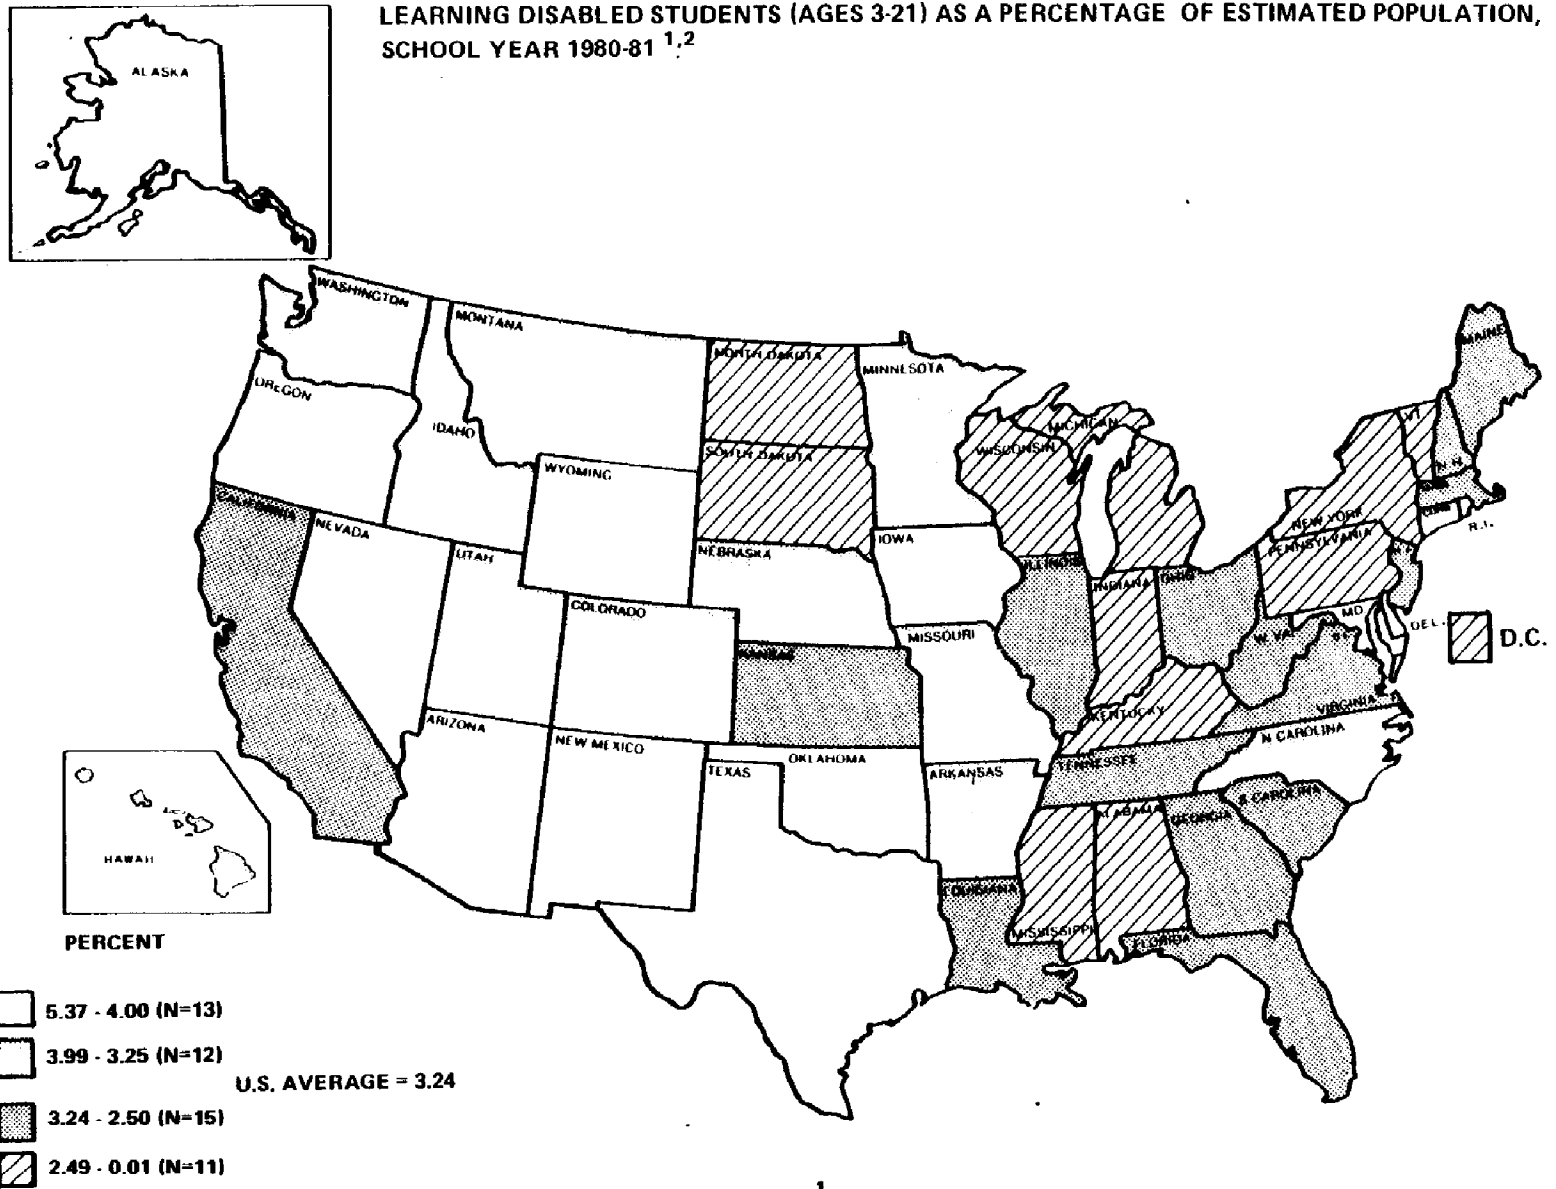 LEARNING DISABLED STUDENTS (AGES 3-21) AS A PERCENTAGE OF ESTIMATED POPULATION,
SCHOOL YEAR 1980-81 1,2
ALASKA
WASHINGTON
MONTANA
NORTH DAKOTA
MINNESOTA
MAINE
OREGON
IDAHO
MICHIGAN
VT
WISCONSIN
N.H.
WYOMING
SOUTH DAKOTA
CALIFORNIA
NEVADA
NEW YORK
R.I.
IOWA
UTAH
NEBRASKA
PENNSYLVANIA
ILLINOIS
INDIANA
OHIO
COLORADO
MD
DEL.
D.C.
MISSOURI
W. VA.
KANSAS
VIRGINIA
KENTUCKY
ARIZONA
NEW MEXICO
N CAROLINA
OKLAHOMA
TENNESSEE
TEXAS
ARKANSAS
S CAROLINA
ALABAMA
GEORGIA
HAWAII
LOUISIANA
MISSISSIPPI
FLORIDA
PERCENT
5.37 - 4.00 (N=13)
3.99 - 3.25 (N=12)
U.S. AVERAGE = 3.24
3.24 - 2.50 (N=15)
2.49 - 0.01 (N=11)
1